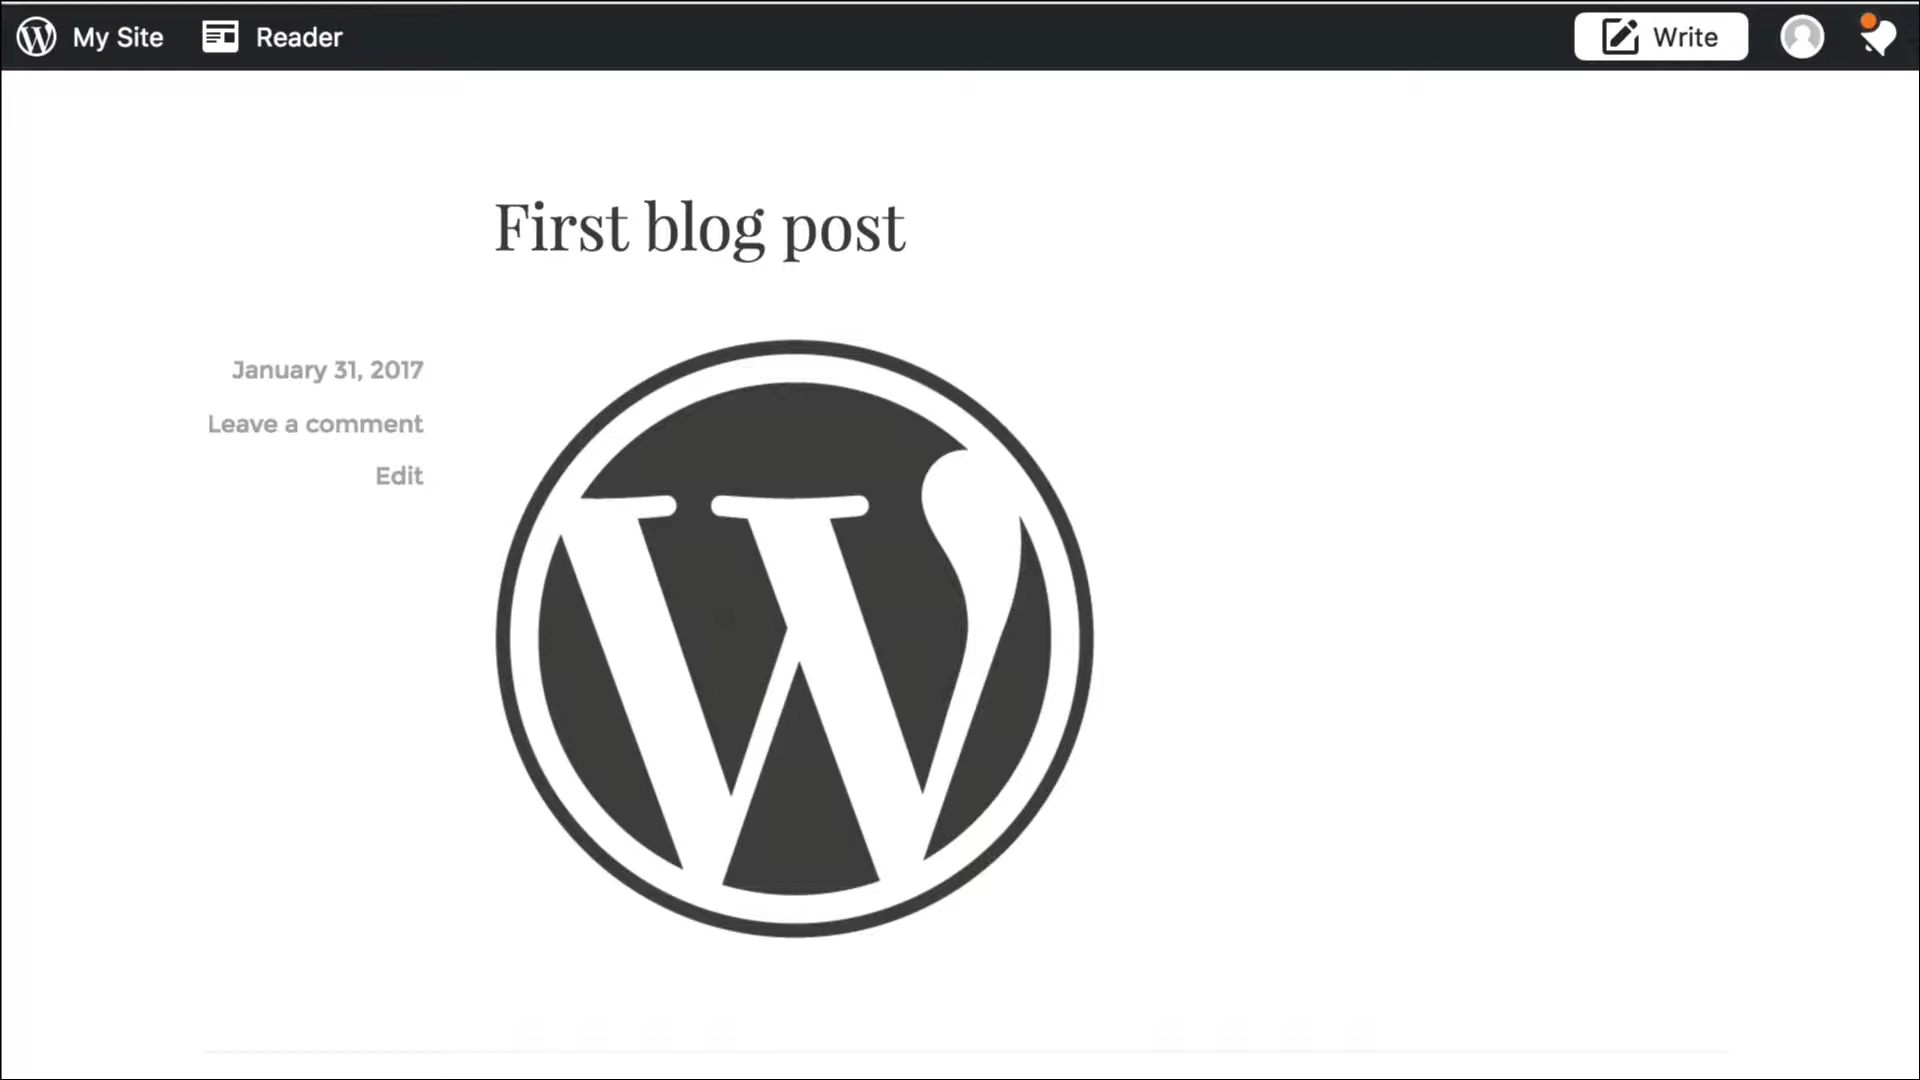 My Site
Reader
Write
First blog post
January 31, 2017
Leave a comment
Edit